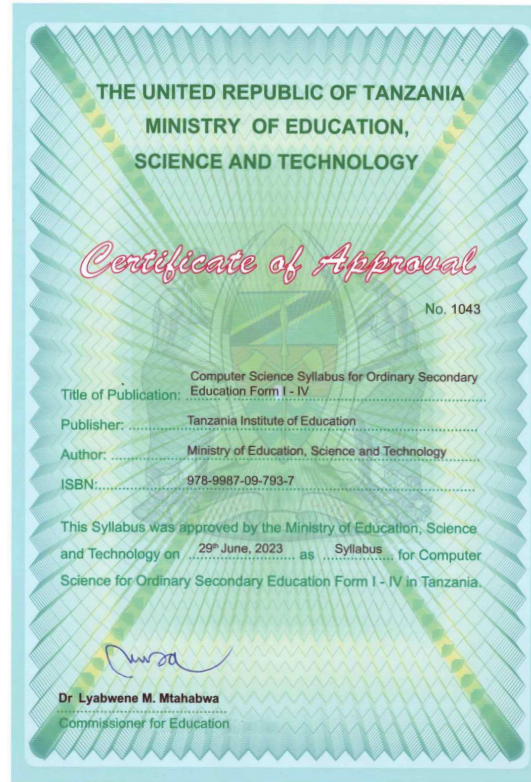 THE UNITED REPUBLIC OF TANZANIA
MINISTRY OF EDUCATION,
SCIENCE AND TECHNOLOGY
Certificate of Approval
No. 1043
Title of Publication: Computer Science Syllabus for Ordinary Secondary
Education Form I - IV
Publisher: Tanzania Institute of Education
Author: Ministry of Education, Science and Technology
ISBN: 978-9987-09-793-7
This Syllabus was approved by the Ministry of Education, Science
and Technology on 29th June, 2023 as Syllabus for Computer
Science for Ordinary Secondary Education Form I - IV in Tanzania.
Dr Lyabwene M. Mtahabwa
Commissioner for Education